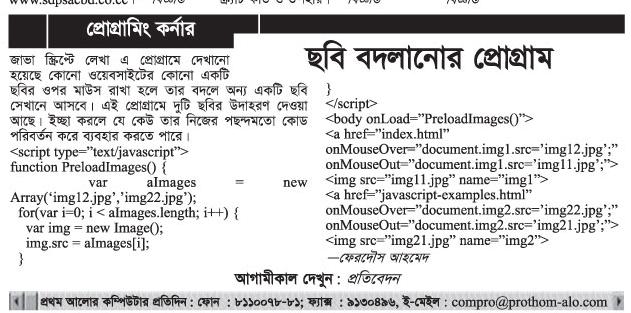 www.sdpsacbd.co.cc।
প্রোগ্রামিং কর্নার
ছবি বদলানোর প্রোগ্রাম
জাভা স্ক্রিপ্টে লেখা এ প্রোগ্রামে দেখানো
হয়েছে কোনো ওয়েবসাইটের কোনো একটি
ছবির ওপর মাউস রাখা হলে তার বদলে অন্য একটি ছবি
সেখানে আসবে। এই প্রোগ্রামে দুটি ছবির উদাহরণ দেওয়া
আছে। ইচ্ছা করলে যে কেউ তার নিজের পছন্দমতো কোড
পরিবর্তন করে ব্যবহার করতে পারে।
<script type="text/javascript">
function PreloadImages() {
var aImages = new
Array('img12.jpg','img22.jpg');
for(var i=0; i < aImages.length; i++) {
var img = new Image();
img.src = aImages[i];
}
}
</script>
<body onLoad="PreloadImages()">
<a href="index.html"
onMouseOver="document.img1.src='img12.jpg';"
onMouseOut="document.img1.src='img11.jpg';">
<img src="img11.jpg" name="img1">
<a href="javascript-examples.html"
onMouseOver="document.img2.src='img22.jpg';"
onMouseOut="document.img2.src='img21.jpg';">
<img src="img21.jpg" name="img2">
—ফেরদৌস আহমেদ
আগামীকাল দেখুন : প্রতিবেদন
প্রথম আলোর কম্পিউটার প্রতিদিন : ফোন : ৮১১০০৭৮-৮১; ফ্যাক্স : ৯১৩০৪৯৬, ই-মেইল : compro@prothom-alo.com